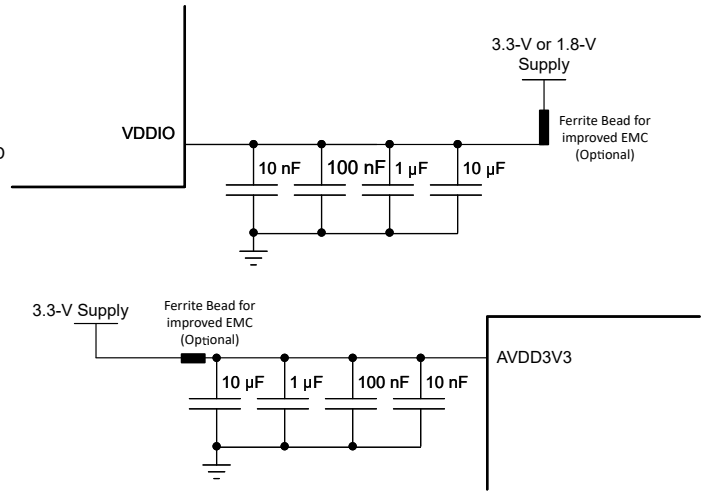 3.3-V or 1.8-V
Supply
VDDIO
Ferrite Bead for
improved EMC
(Optional)
10 nF
100 nF
1 µF
10 µF
3.3-V Supply
Ferrite Bead for
improved EMC
(Optional)
AVDD3V3
10 µF
1 µF
100 nF
10 nF